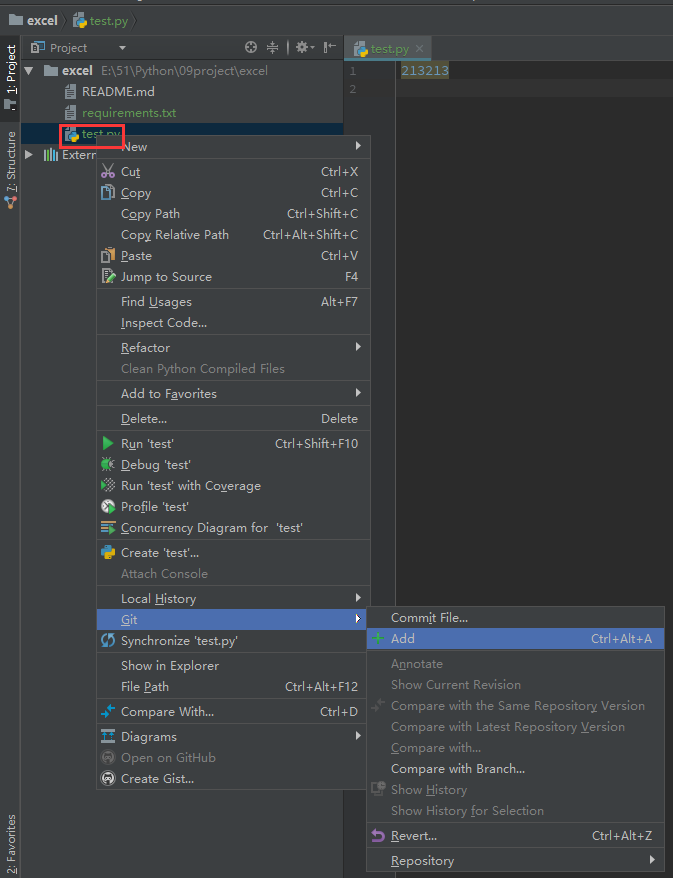 excel test.py
Project
test.py
1: Project
7: Structure
2: Favorites
excel E:\51\Python\09project\excel
README.md
requirements.txt
test.py
Extern
1 213213
2
New
Cut Ctrl+X
Copy Ctrl+C
Copy Path Ctrl+Shift+C
Copy Relative Path Ctrl+Alt+Shift+C
Paste Ctrl+V
Jump to Source F4
Find Usages Alt+F7
Inspect Code...
Refactor
Clean Python Compiled Files
Add to Favorites
Delete... Delete
Run 'test' Ctrl+Shift+F10
Debug 'test'
Run 'test' with Coverage
Profile 'test'
Concurrency Diagram for 'test'
Create 'test'...
Attach Console
Local History
Git
Synchronize 'test.py'
Show in Explorer
File Path Ctrl+Alt+F12
Compare With... Ctrl+D
Diagrams
Open on GitHub
Create Gist...
Commit File...
Add Ctrl+Alt+A
Annotate
Show Current Revision
Compare with the Same Repository Version
Compare with Latest Repository Version
Compare with...
Compare with Branch...
Show History
Show History for Selection
Revert... Ctrl+Alt+Z
Repository